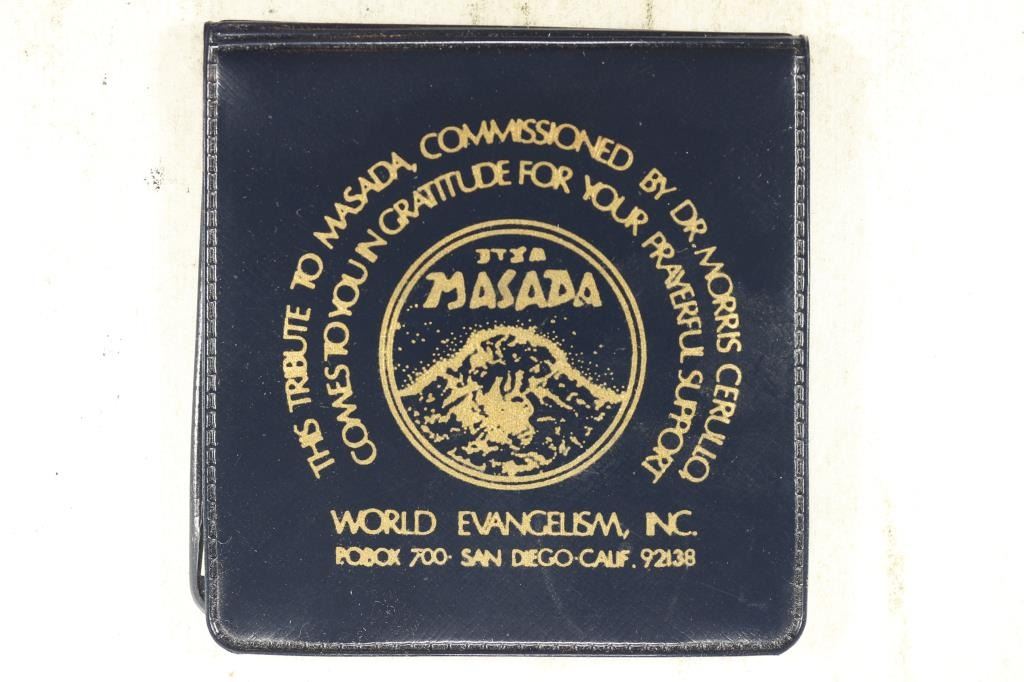 THIS TRIBUTE TO MASADA, COMMISSIONED BY DR. MORRIS CERULLO,
COMES TO YOU IN GRATITUDE FOR YOUR PRAYERFUL SUPPORT
MASADA
WORLD EVANGELISM, INC.
P.O.BOX 700· SAN DIEGO·CALIF. 92138